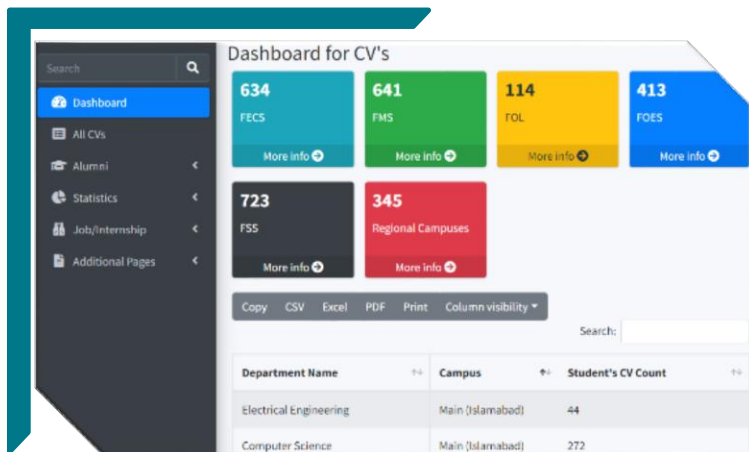 Dashboard for CV's
Search
Dashboard
All CVs
Alumni
Statistics
Job/Internship
Additional Pages
634
FECS
More info
641
FMS
More info
114
FOL
More info
413
FOES
More info
723
FSS
More info
345
Regional Campuses
More info
Copy CSV Excel PDF Print Column visibility
Search:
Department Name Campus Student's CV Count
Electrical Engineering Main (Islamabad) 44
Computer Science Main (Islamabad) 272